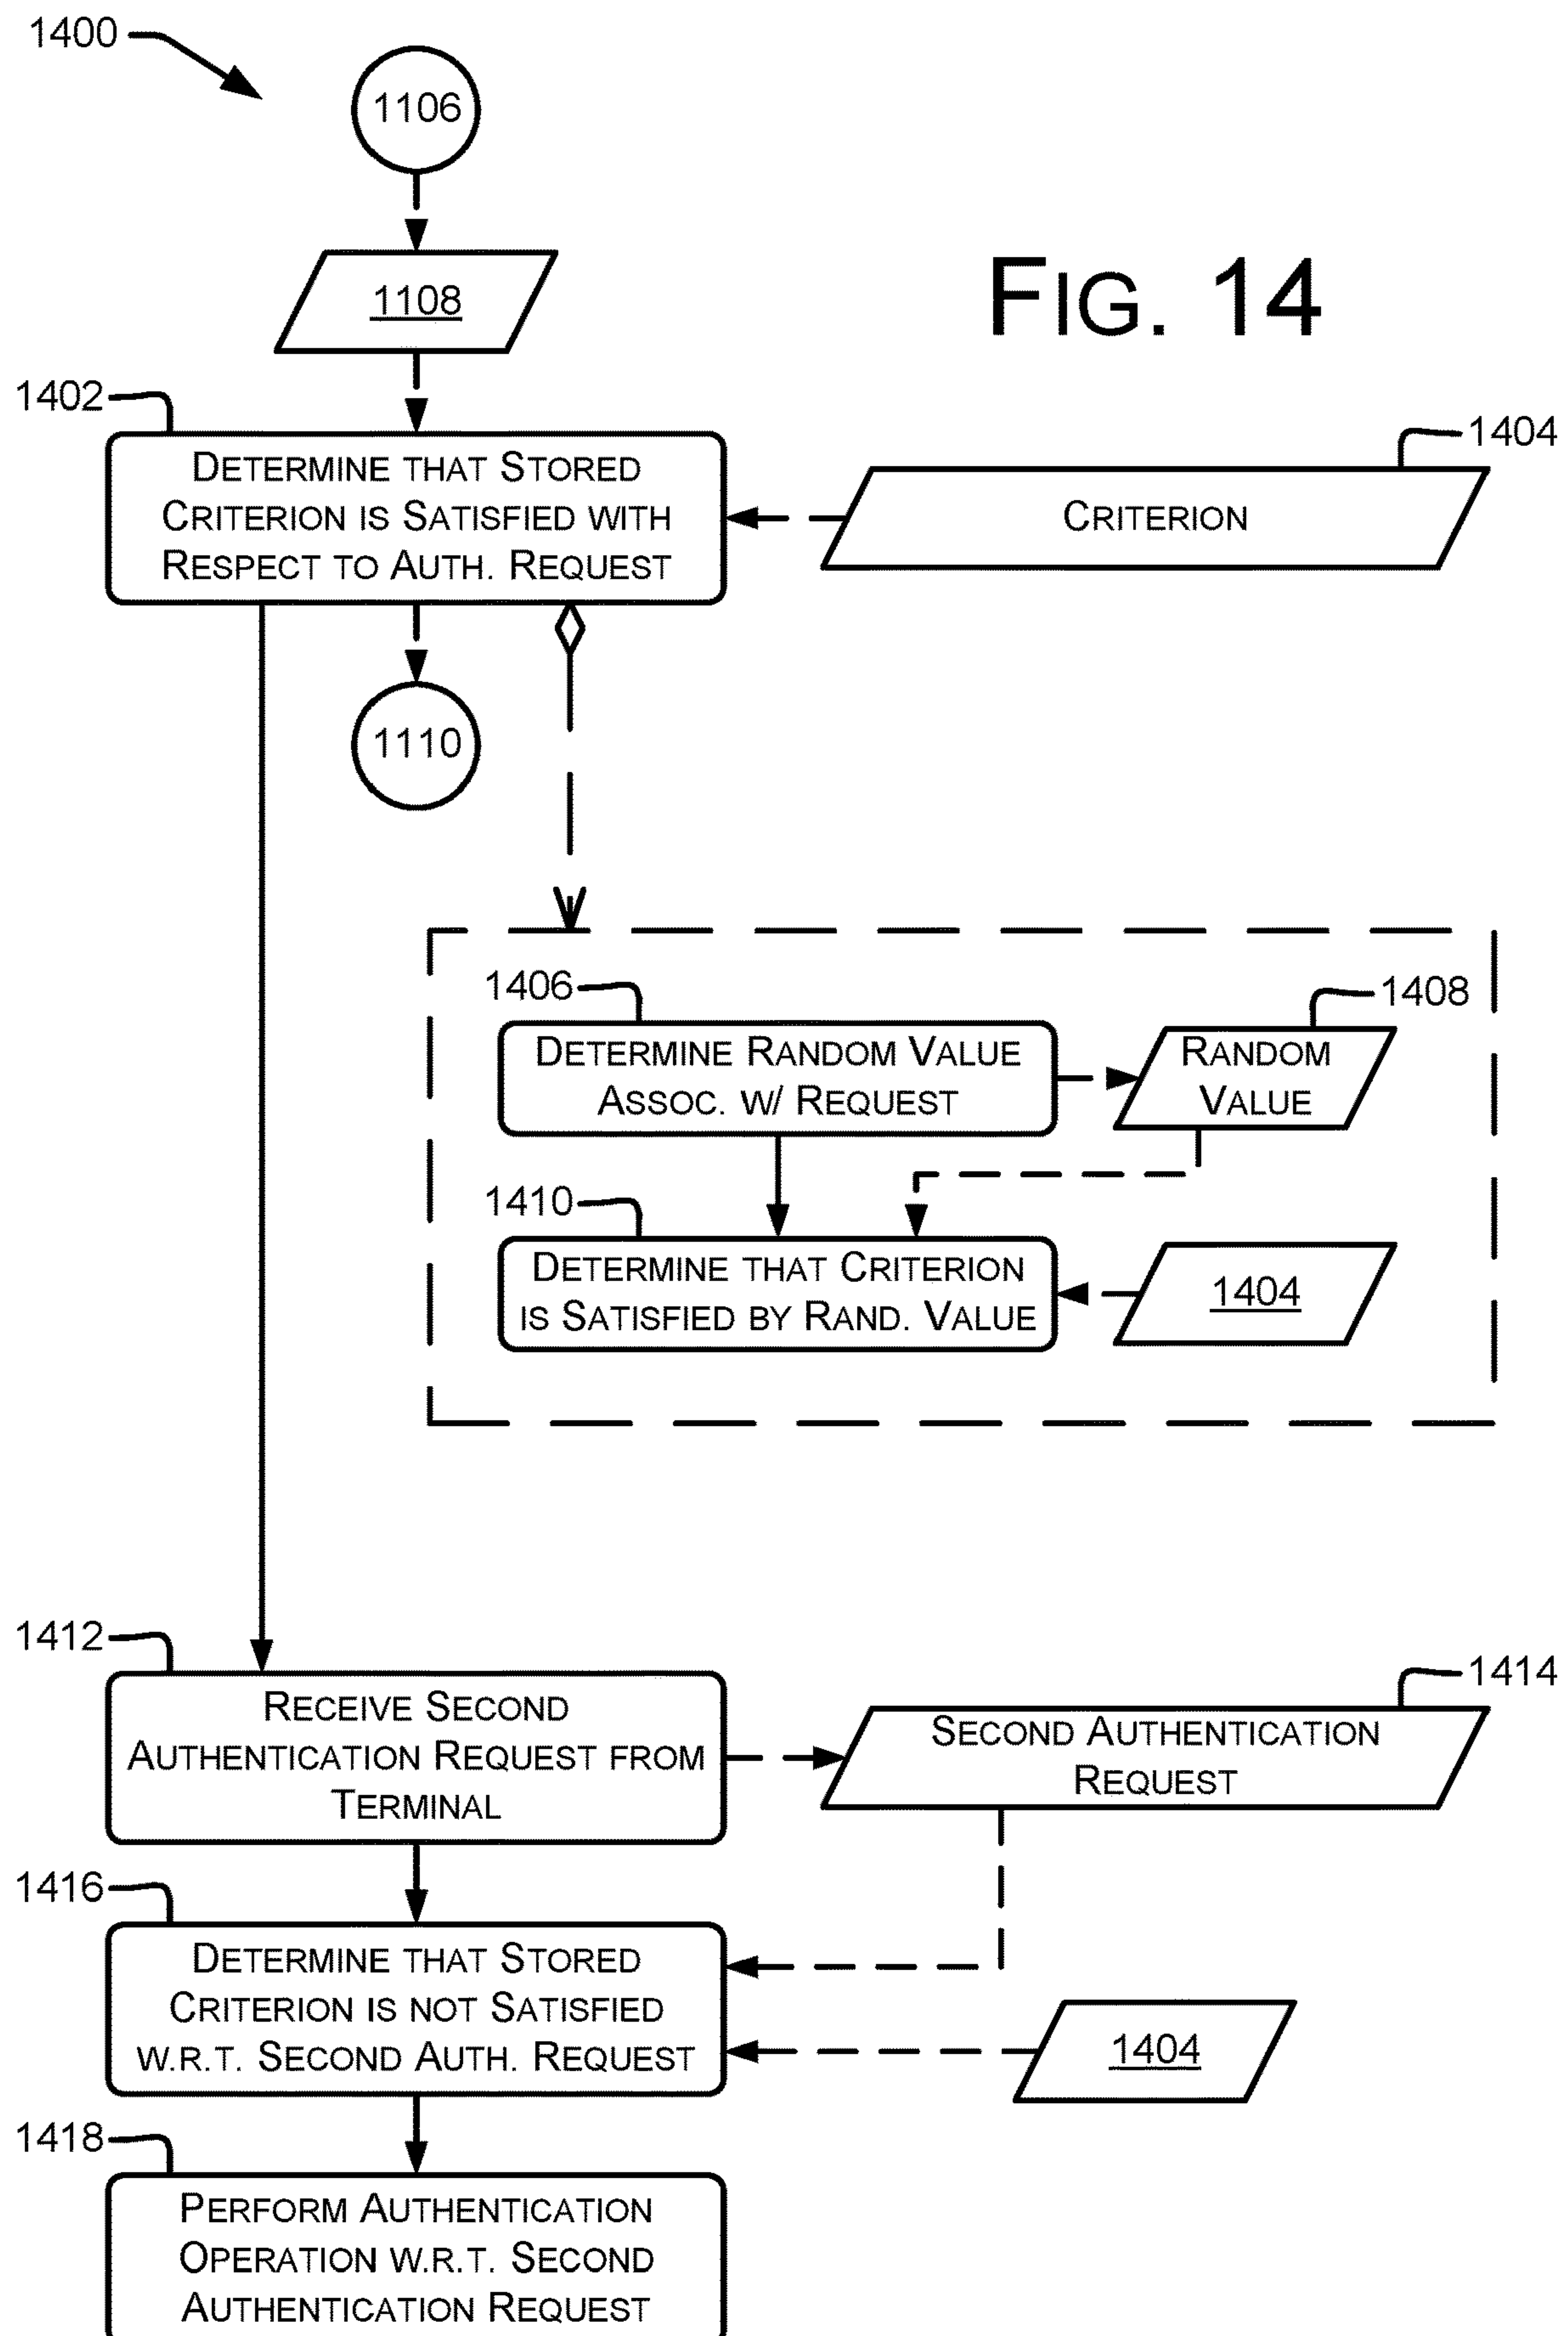 1400
1106
1108
FIG. 14
1402
DETERMINE THAT STORED
CRITERION IS SATISFIED WITH
RESPECT TO AUTH. REQUEST
1404
CRITERION
1110
1406
DETERMINE RANDOM VALUE
ASSOC. W/ REQUEST
1408
RANDOM
VALUE
1410
DETERMINE THAT CRITERION
IS SATISFIED BY RAND. VALUE
1404
1412
RECEIVE SECOND
AUTHENTICATION REQUEST FROM
TERMINAL
1414
SECOND AUTHENTICATION
REQUEST
1416
DETERMINE THAT STORED
CRITERION IS NOT SATISFIED
W.R.T. SECOND AUTH. REQUEST
1404
1418
PERFORM AUTHENTICATION
OPERATION W.R.T. SECOND
AUTHENTICATION REQUEST